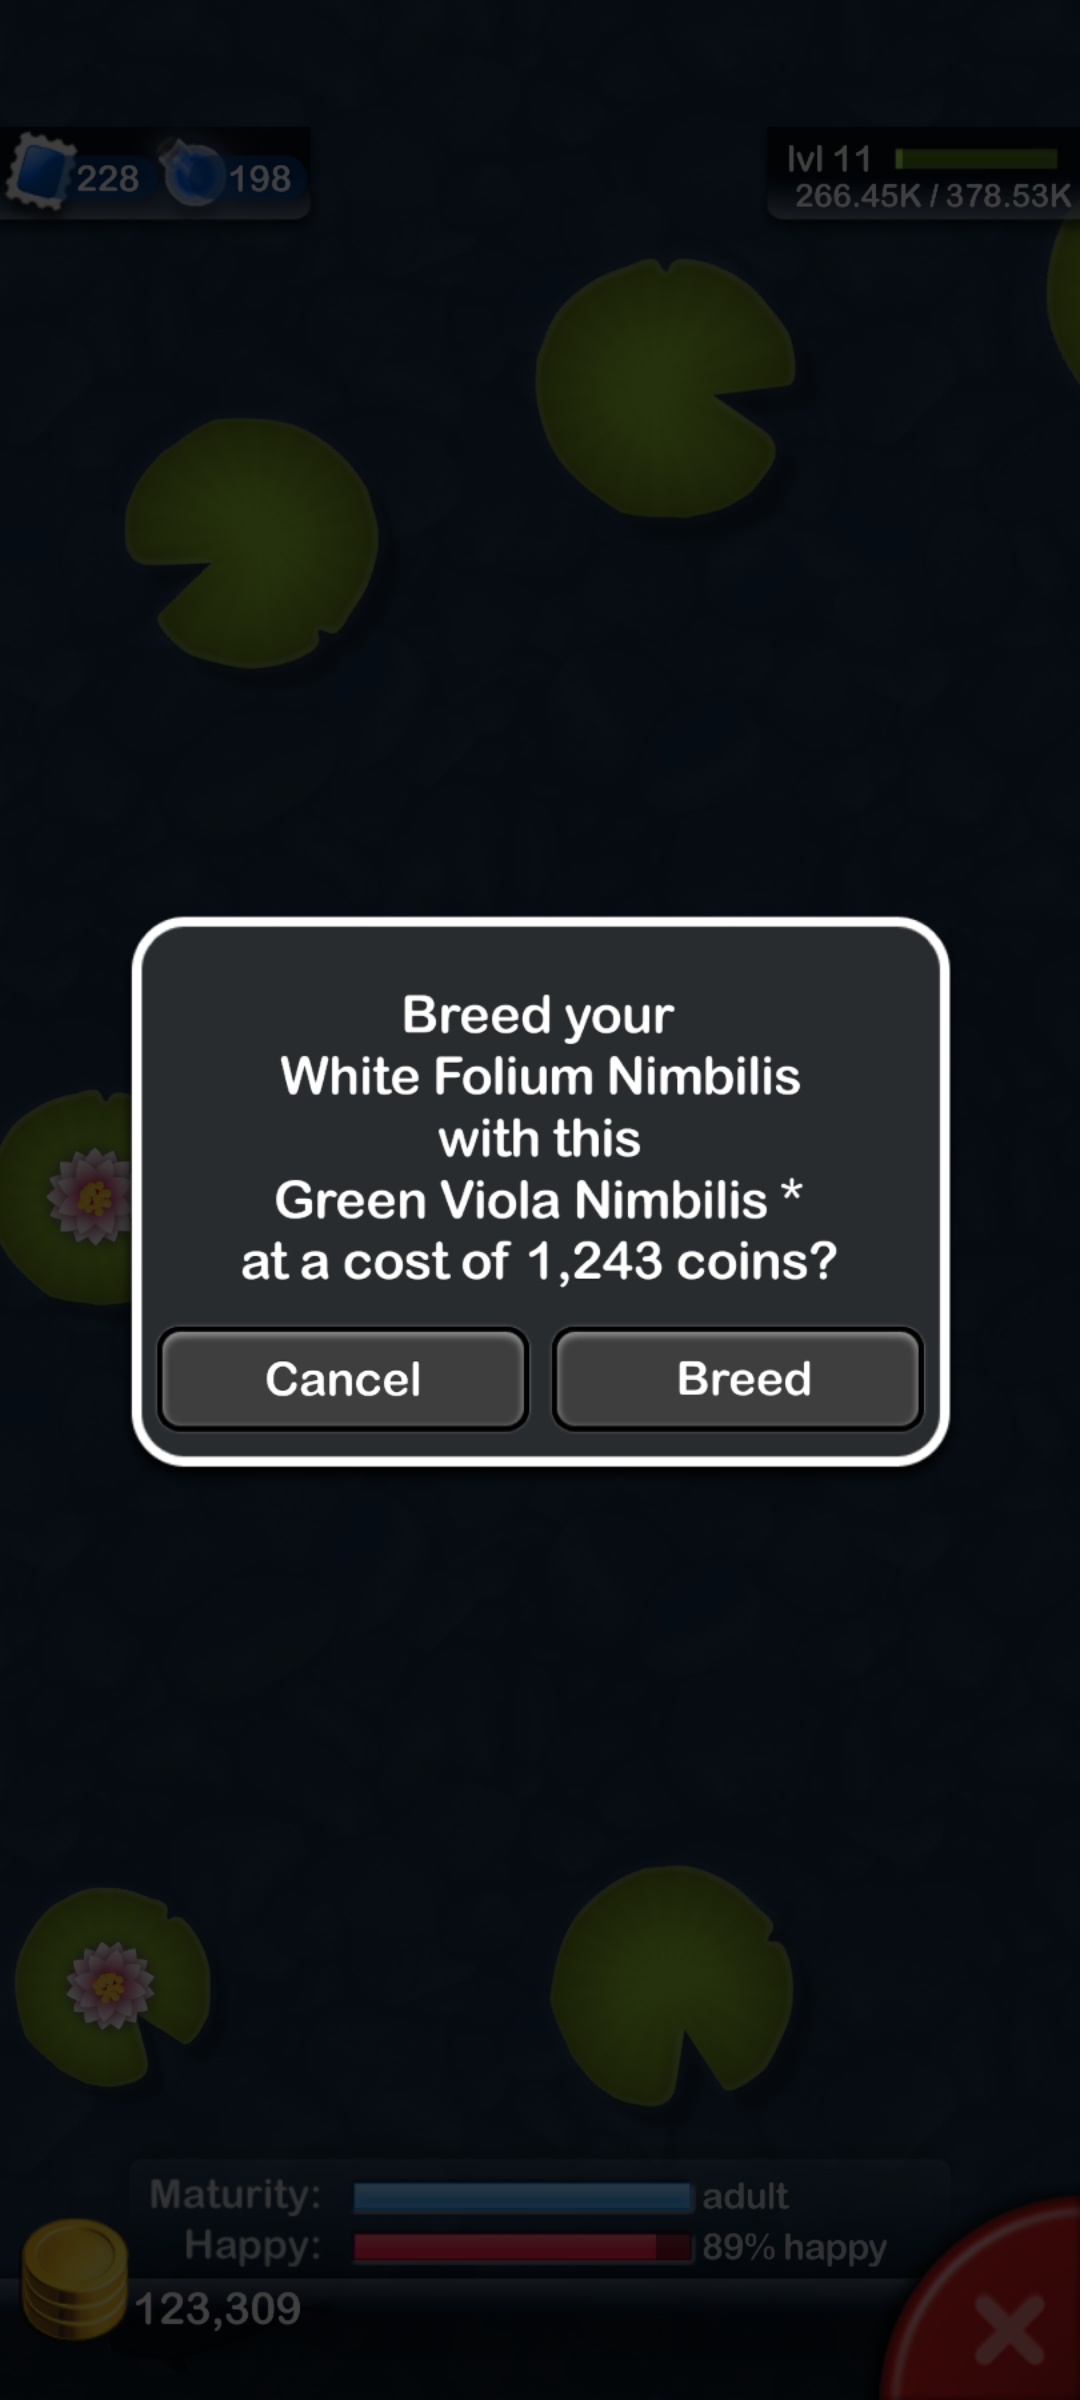 228 198
lvl 11
266.45K / 378.53K
Breed your
White Folium Nimbilis
with this
Green Viola Nimbilis *
at a cost of 1,243 coins?
Cancel Breed
Maturity: adult
Happy: 89% happy
123,309